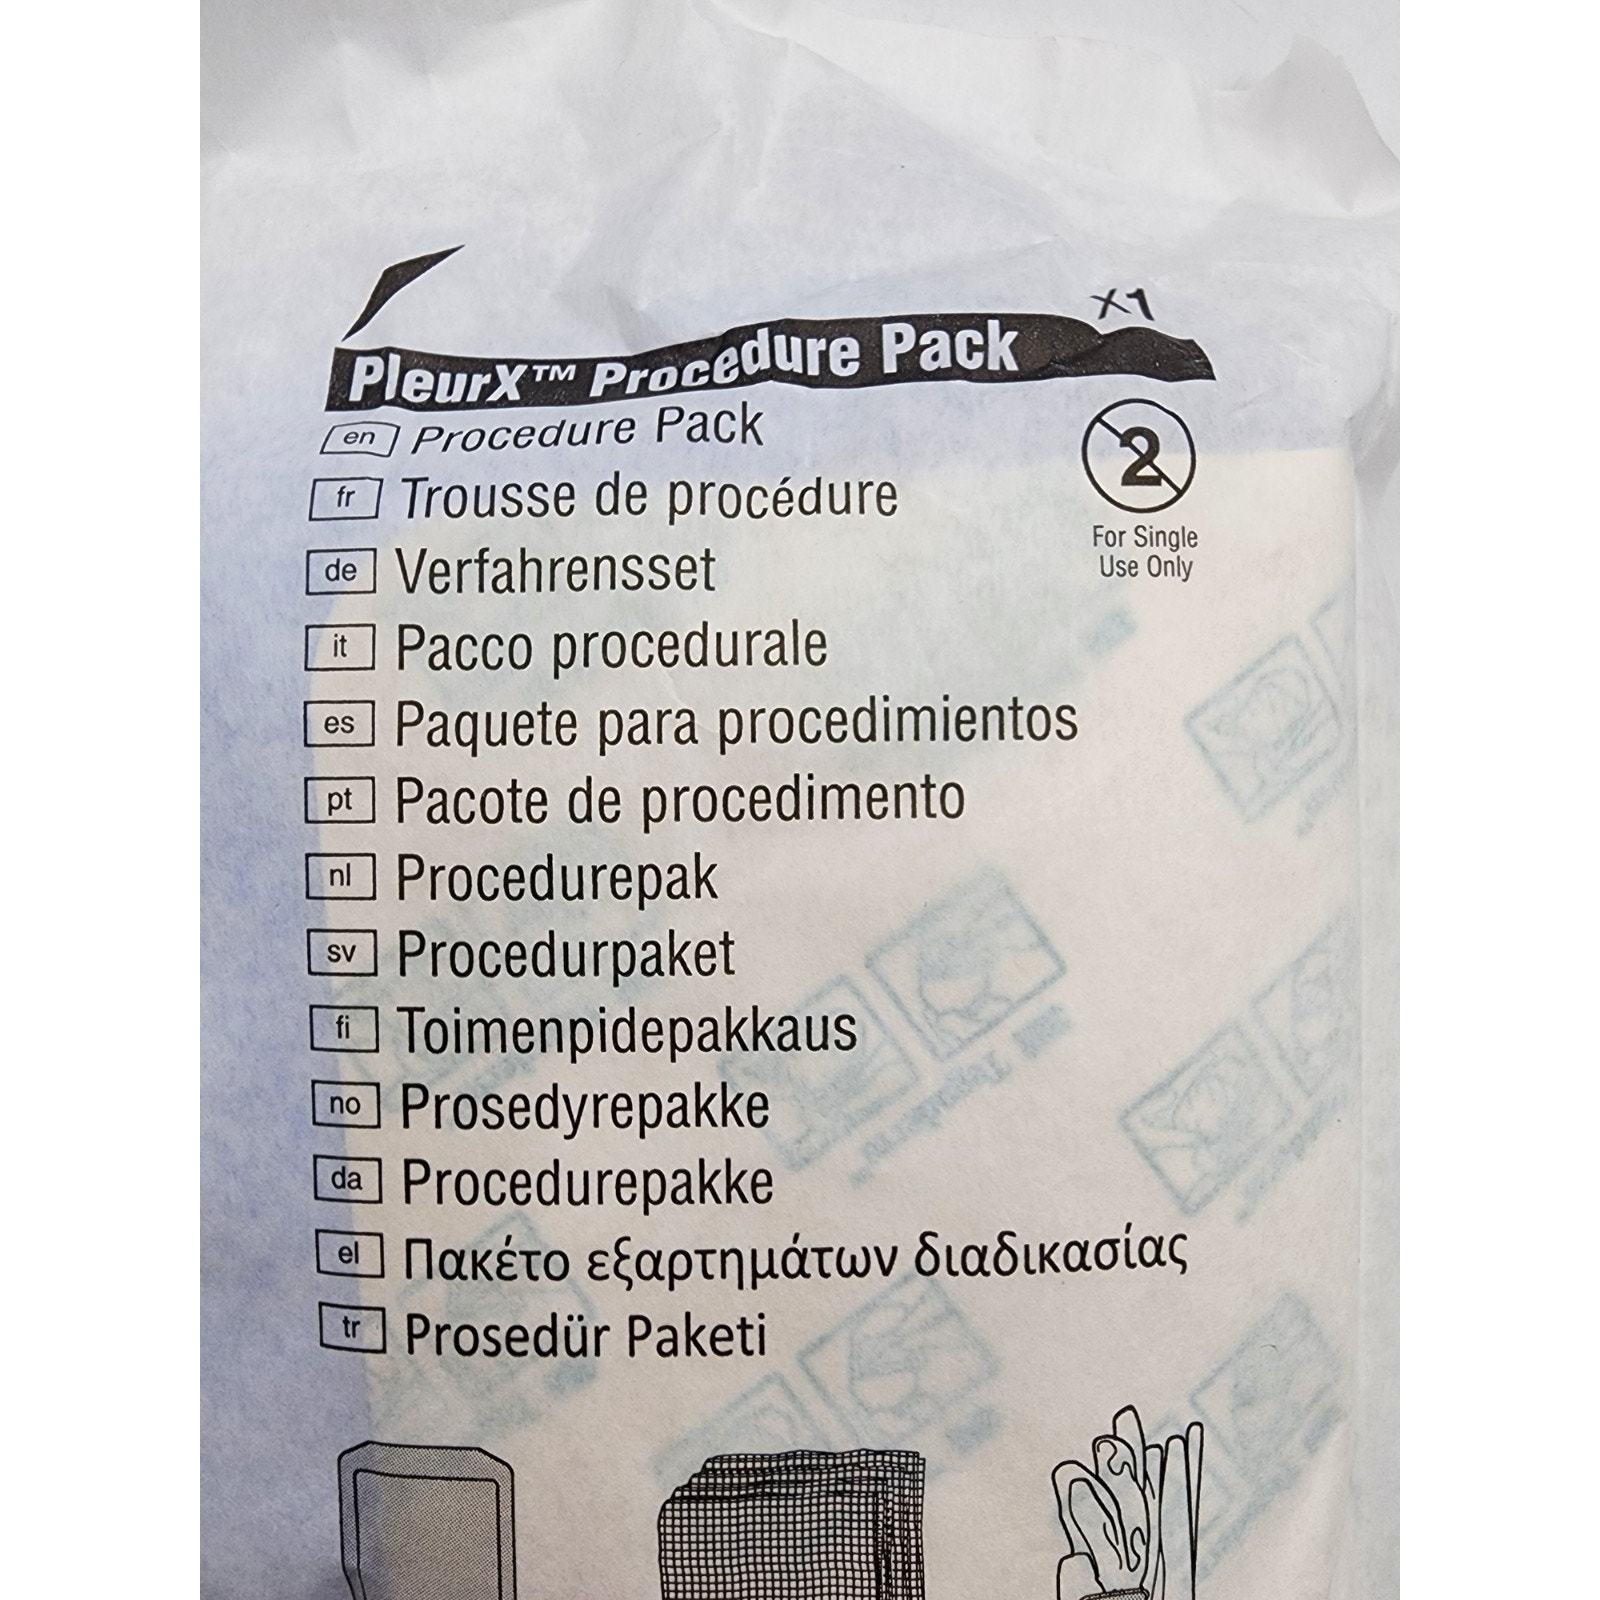 X1
PleurX™ Procedure Pack
en Procedure Pack
2
For Single
Use Only
fr Trousse de procédure
de Verfahrensset
it Pacco procedurale
es Paquete para procedimientos
pt Pacote de procedimento
nl Procedurepak
sv Procedurpaket
fi Toimenpidepakkaus
no Prosedyrepakke
da Procedurepakke
el Πακέτο εξαρτημάτων διαδικασίας
tr Prosedür Paketi